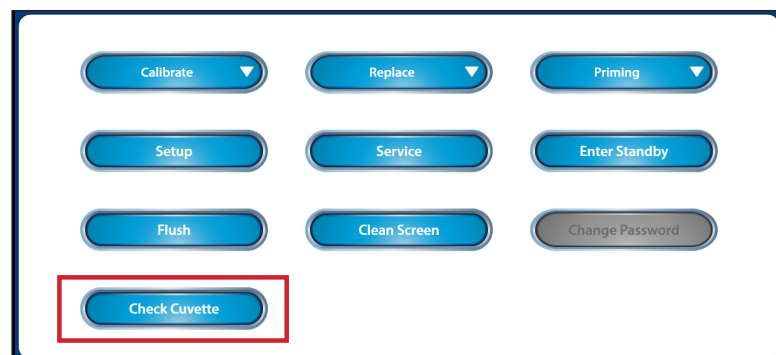 Calibrate
Replace
Priming
Setup
Service
Enter Standby
Flush
Clean Screen
Change Password
Check Cuvette